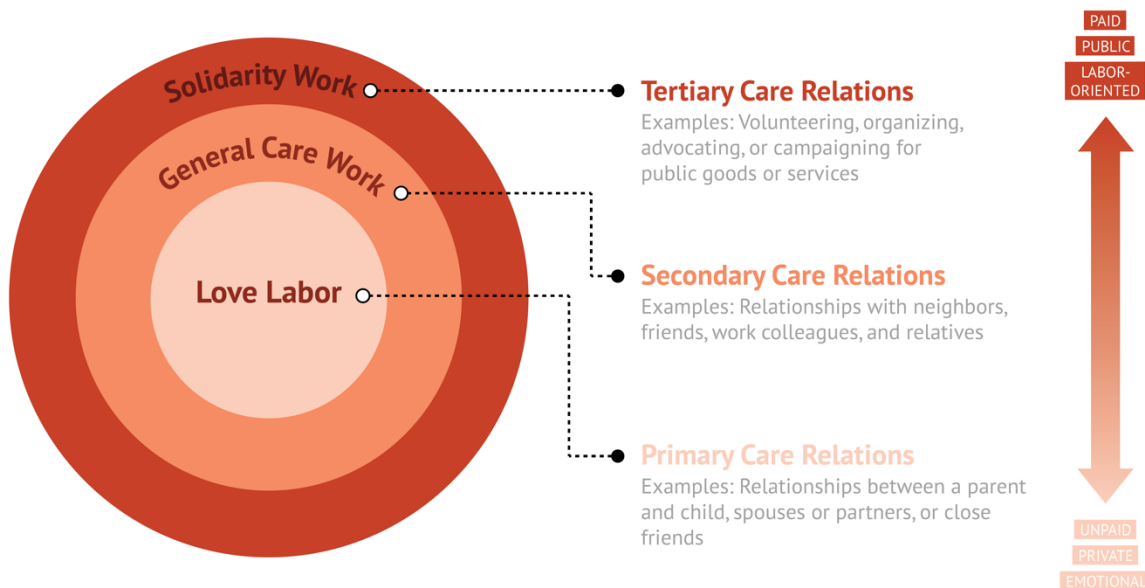 Solidarity Work
General Care Work
Love Labor
Tertiary Care Relations
Examples: Volunteering, organizing,
advocating, or campaigning for
public goods or services
Secondary Care Relations
Examples: Relationships with neighbors,
friends, work colleagues, and relatives
Primary Care Relations
Examples: Relationships between a parent
and child, spouses or partners, or close
friends
PAID
PUBLIC
LABOR-
ORIENTED
UNPAID
PRIVATE
EMOTIONAL